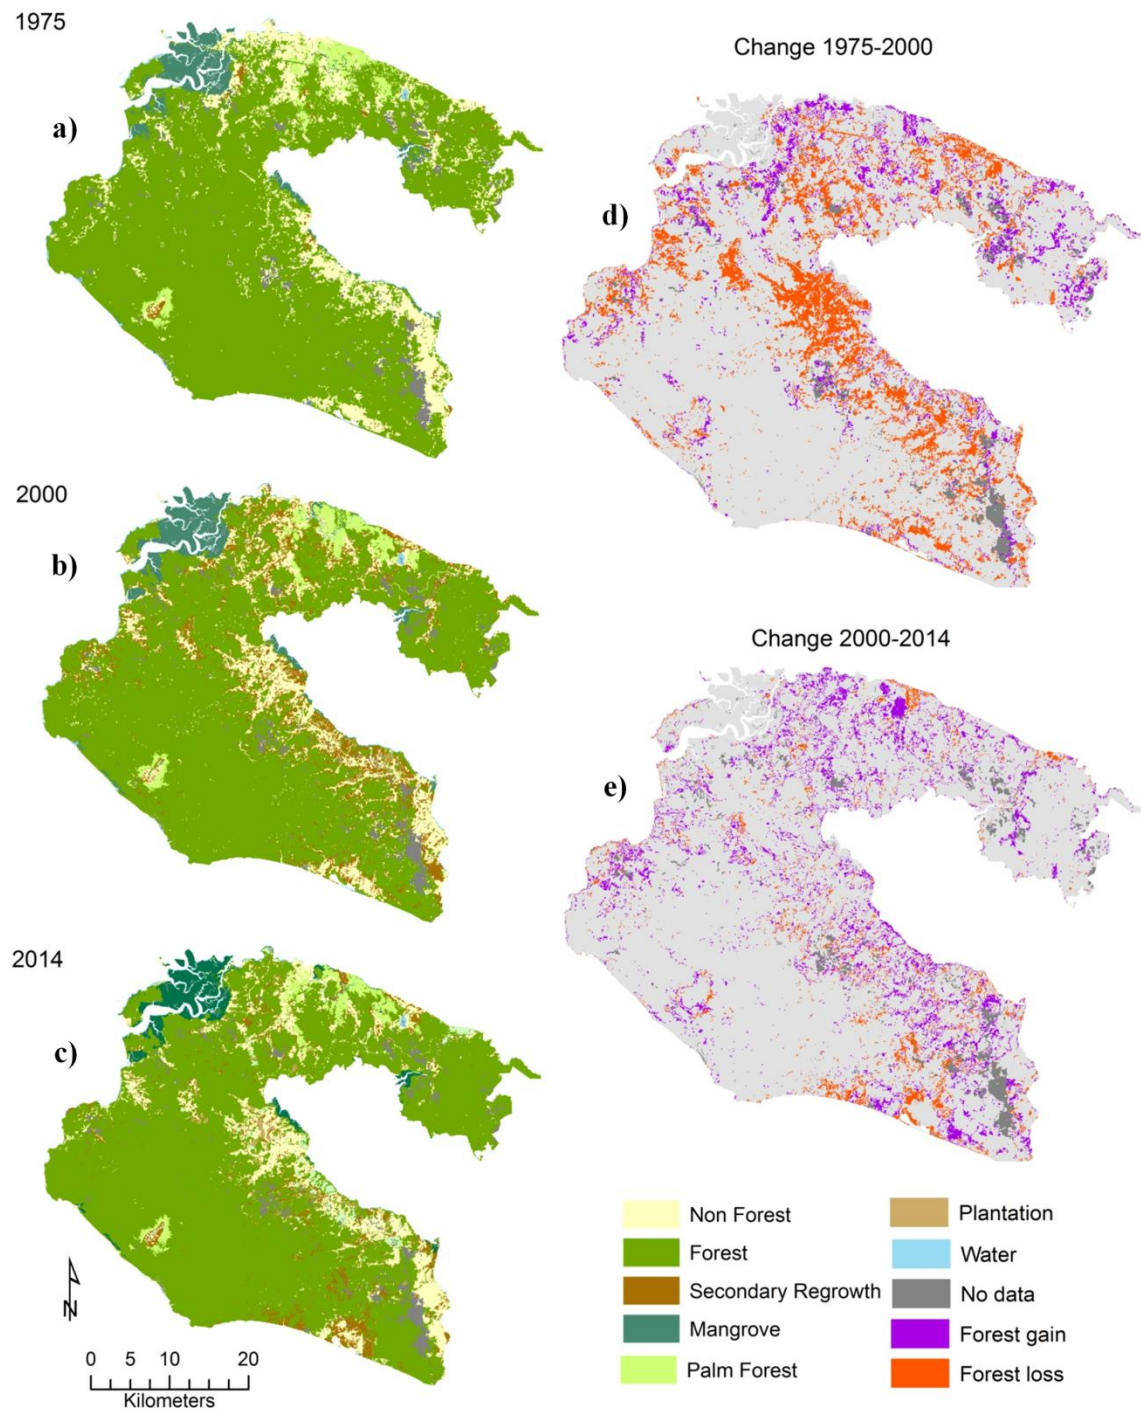 1975
a)
2000
b)
2014
c)
N
0 5 10 20
Kilometers
Change 1975-2000
d)
Change 2000-2014
e)
Non Forest
Forest
Secondary Regrowth
Mangrove
Palm Forest
Plantation
Water
No data
Forest gain
Forest loss